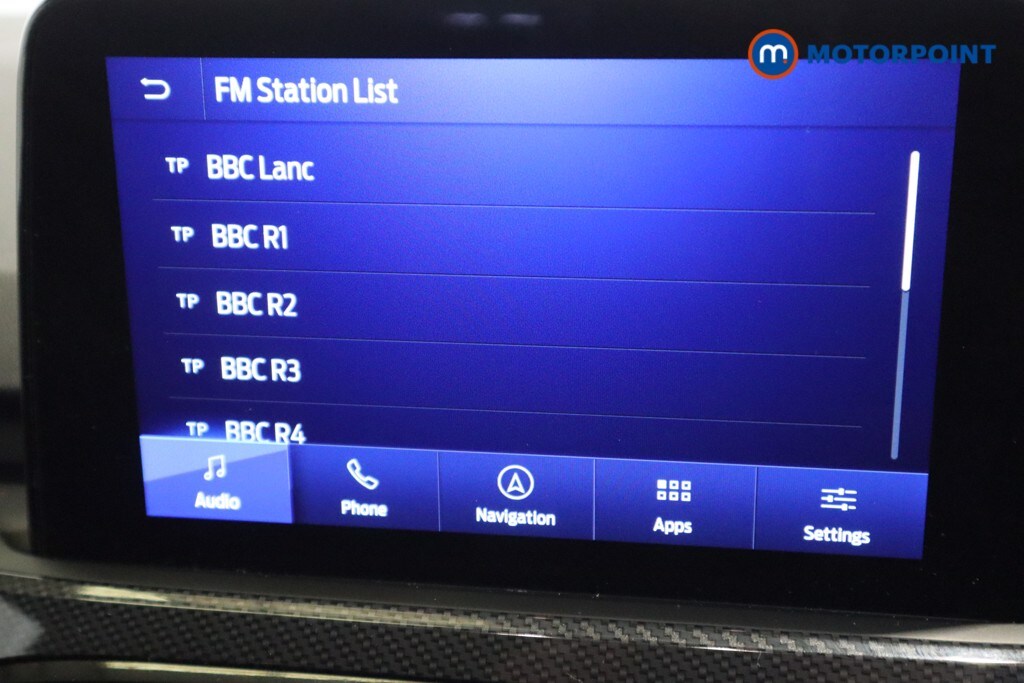 m MOTORPOINT
FM Station List
TP BBC Lanc
TP BBC R1
TP BBC R2
TP BBC R3
TP BBC R4
Audio Phone Navigation Apps Settings